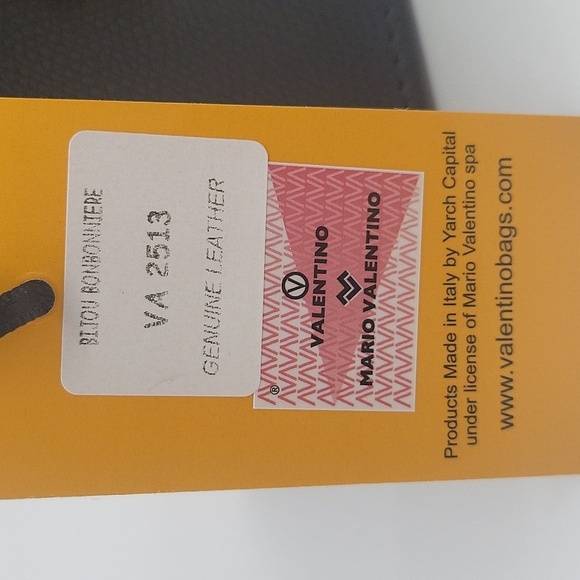 BIJOU BONBONNIERE
VA 2513
GENUINE LEATHER
®
V
VALENTINO
MARIO VALENTINO
Products Made in Italy by Yarch Capital
under license of Mario Valentino spa
www.valentinobags.com